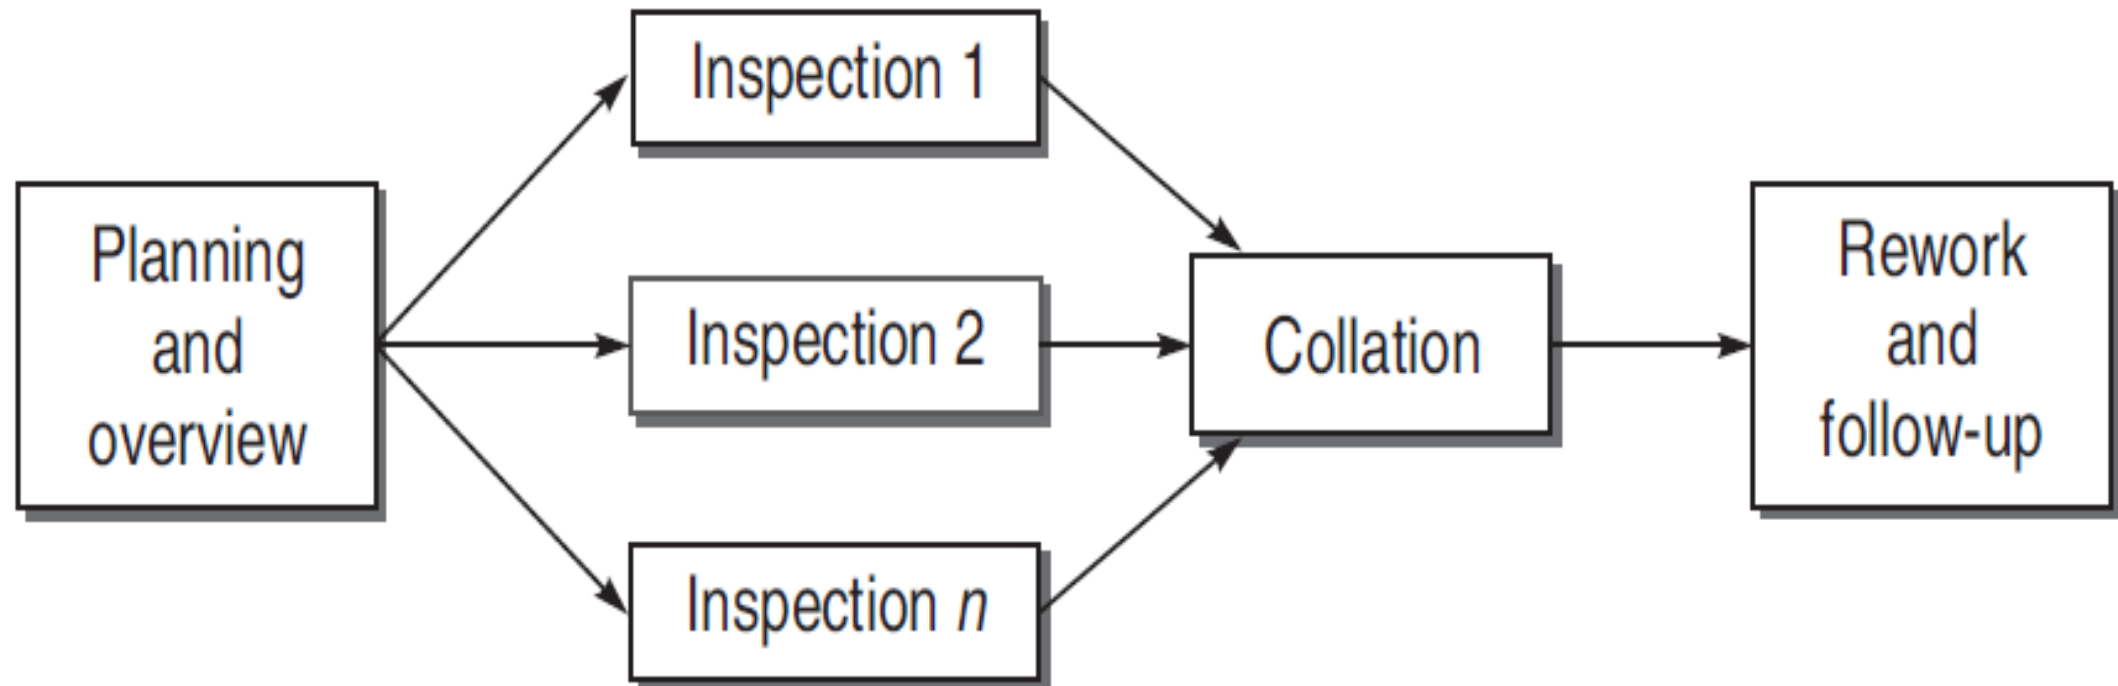 Planning
and
overview
Inspection 1
Inspection 2
Inspection n
Collation
Rework
and
follow-up